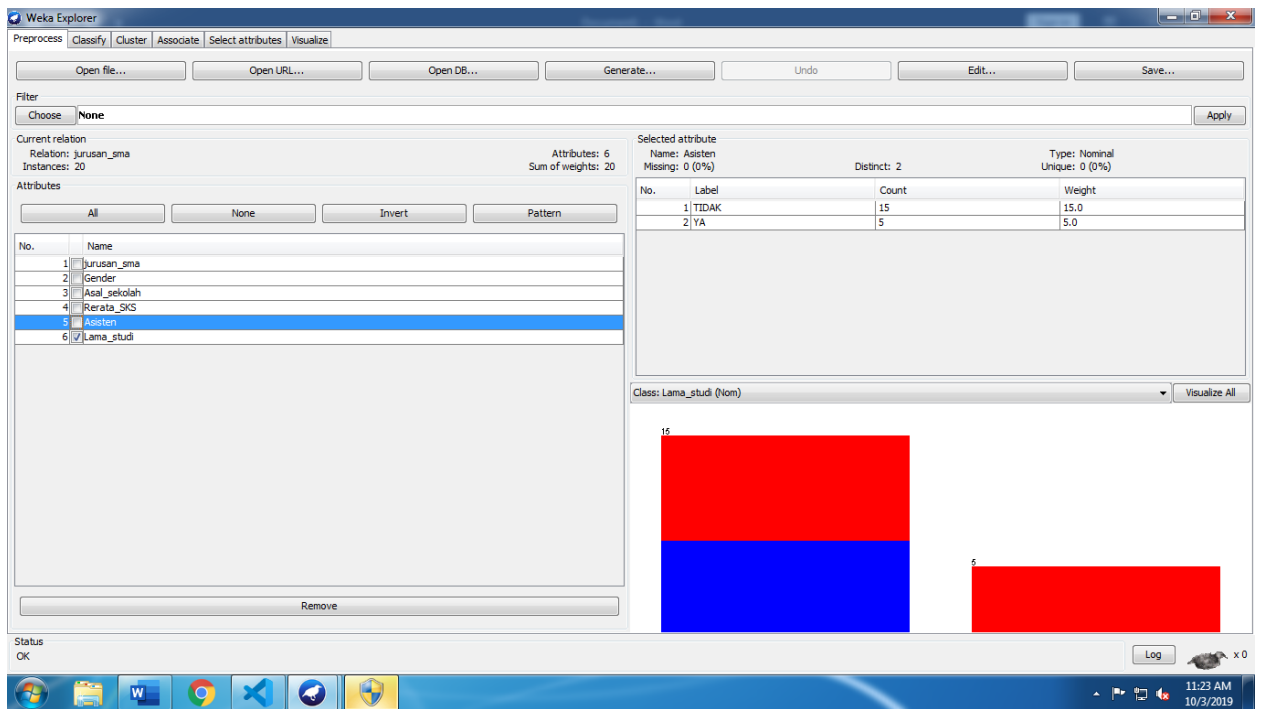 Weka Explorer
Preprocess Classify Cluster Associate Select attributes Visualize
Open file... Open URL... Open DB... Generate... Undo Edit... Save...
Filter
Choose None Apply
Current relation
Relation: jurusan_sma Attributes: 6
Instances: 20 Sum of weights: 20
Attributes
All None Invert Pattern
No. Name
1 jurusan_sma
2 Gender
3 Asal_sekolah
4 Rerata_SKS
5 Asisten
6 Lama_studi
Remove
Selected attribute
Name: Asisten Type: Nominal
Missing: 0 (0%) Distinct: 2 Unique: 0 (0%)
No. Label Count Weight
1 TIDAK 15 15.0
2 YA 5 5.0
Class: Lama_studi (Nom) Visualize All
15
5
Status
OK
Log x 0
11:23 AM
10/3/2019